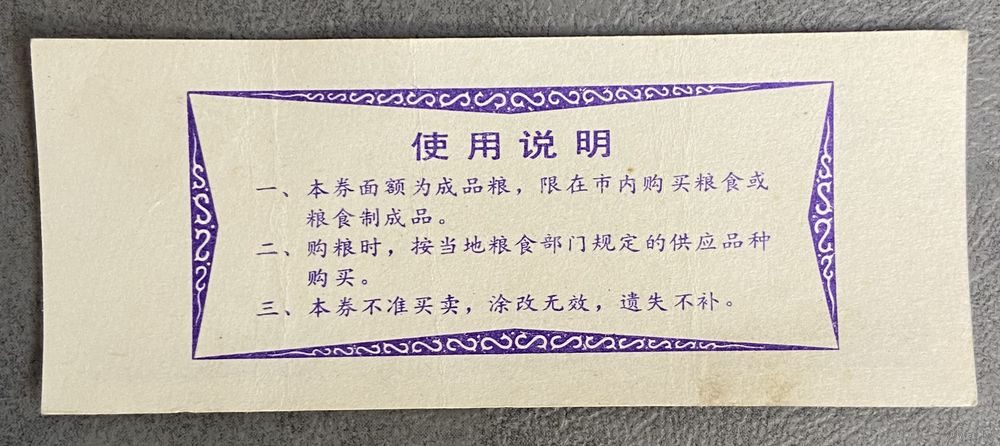 使用说明
一、本券面额为成品粮，限在市内购买粮食或
粮食制成品。
二、购粮时，按当地粮食部门规定的供应品种
购买。
三、本券不准买卖，涂改无效，遗失不补。